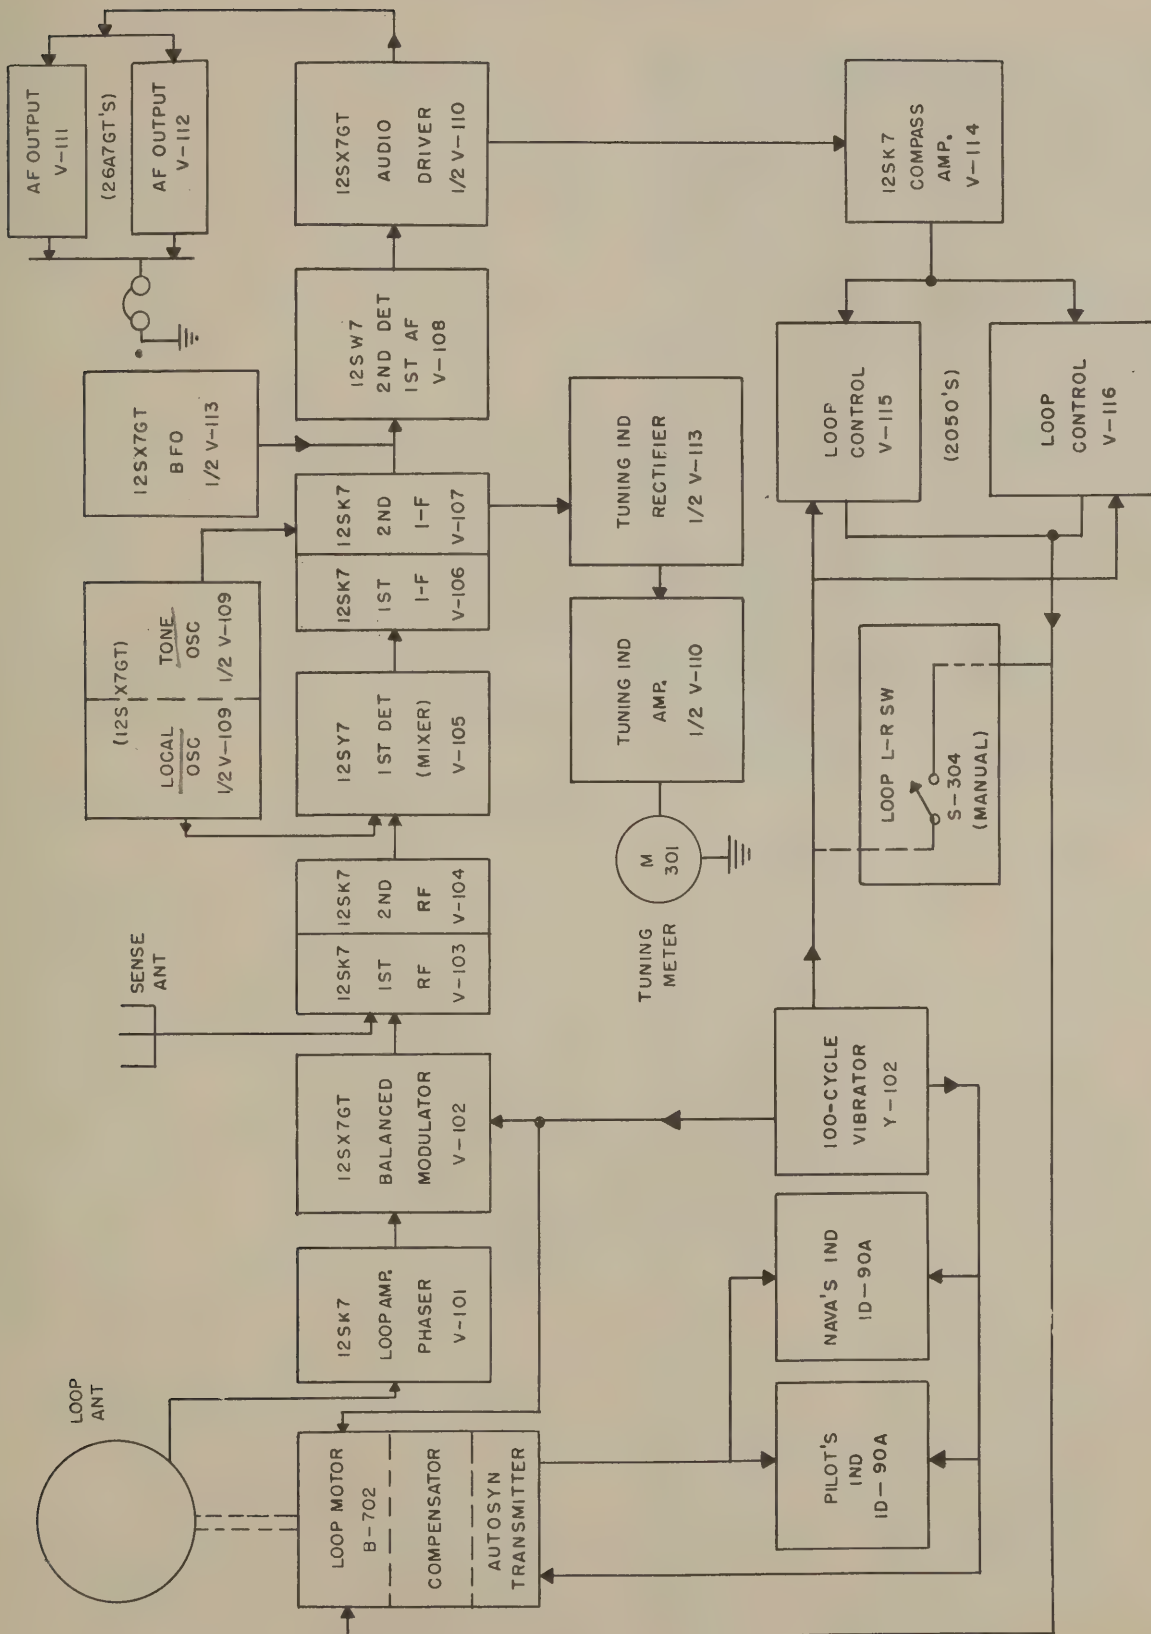 LOOP
ANT
SENSE
ANT
LOOP MOTOR
B-702
COMPENSATOR
AUTOSYN
TRANSMITTER
12SK7
LOOP AMP.
PHASER
V-101
12SX7GT
BALANCED
MODULATOR
V-102
12SK7
1ST
RF
V-103
12SK7
2ND
RF
V-104
(12S X7GT)
LOCAL
OSC
1/2 V-109
TONE
OSC
1/2 V-109
12SY7
1ST DET
(MIXER)
V-105
12SK7
1ST
I-F
V-106
12SK7
2ND
I-F
V-107
12SX7GT
BFO
1/2 V-113
12SW7
2ND DET
1ST AF
V-108
12SX7GT
AUDIO
DRIVER
1/2 V-110
AF OUTPUT
V-111
(26A7GT'S)
AF OUTPUT
V-112
TUNING
METER
M
301
TUNING IND
AMP.
1/2 V-110
TUNING IND
RECTIFIER
1/2 V-113
PILOT'S
IND
ID-90A
NAVA'S IND
ID-90A
100-CYCLE
VIBRATOR
Y-102
LOOP L-R SW
S-304
(MANUAL)
LOOP
CONTROL
V-115
(2050'S)
LOOP
CONTROL
V-116
12SK7
COMPASS
AMP.
V-114